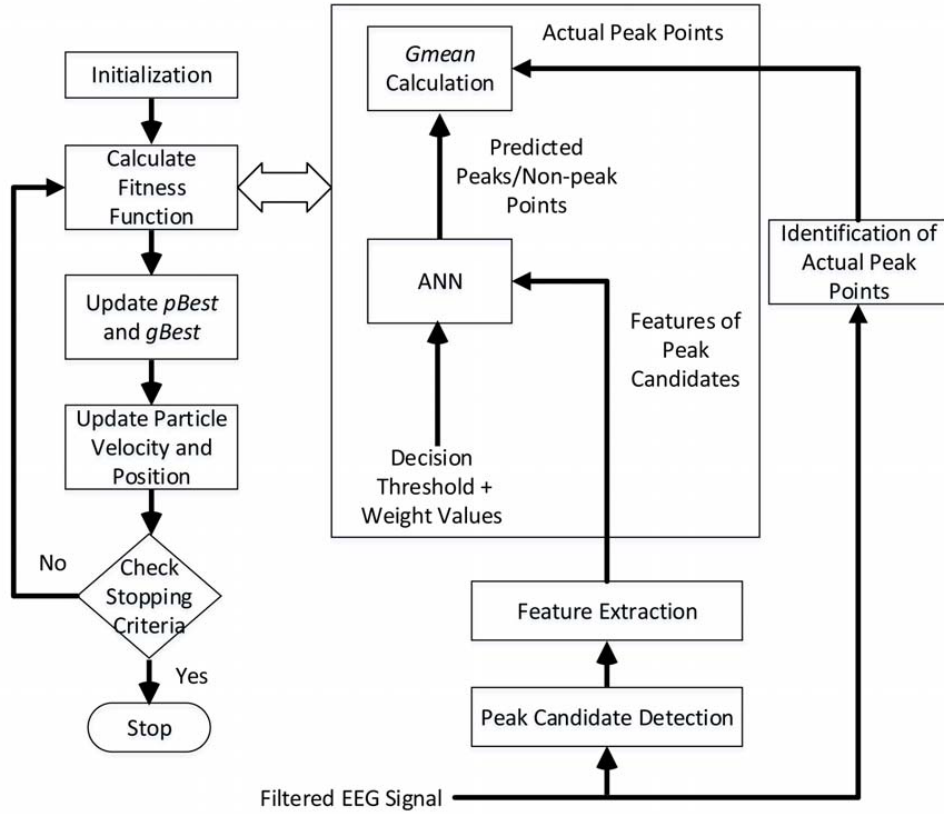 Initialization
Calculate
Fitness
Function
Update pBest
and gBest
Update Particle
Velocity and
Position
No
Check
Stopping
Criteria
Yes
Stop
Gmean
Calculation
Actual Peak Points
Predicted
Peaks/Non-peak
Points
ANN
Decision
Threshold +
Weight Values
Features of
Peak
Candidates
Identification of
Actual Peak
Points
Feature Extraction
Peak Candidate Detection
Filtered EEG Signal